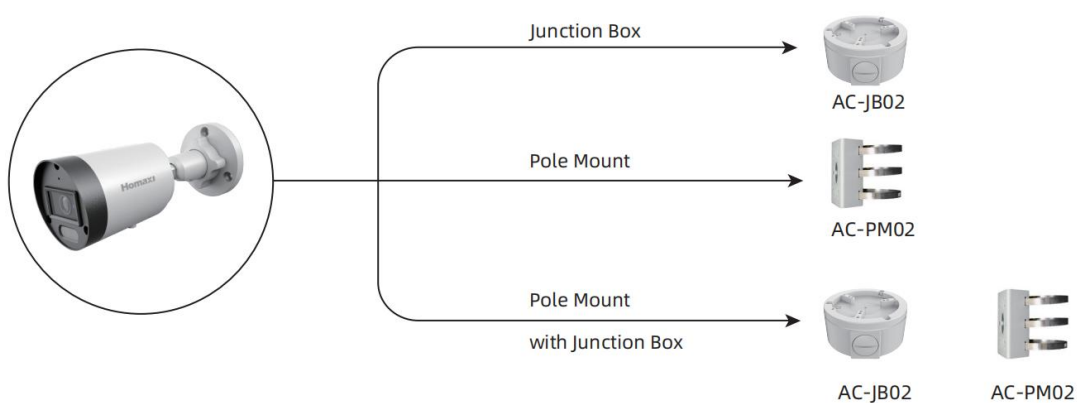 Junction Box
AC-JB02
Homaxi
Pole Mount
AC-PM02
Pole Mount
with Junction Box
AC-JB02
AC-PM02